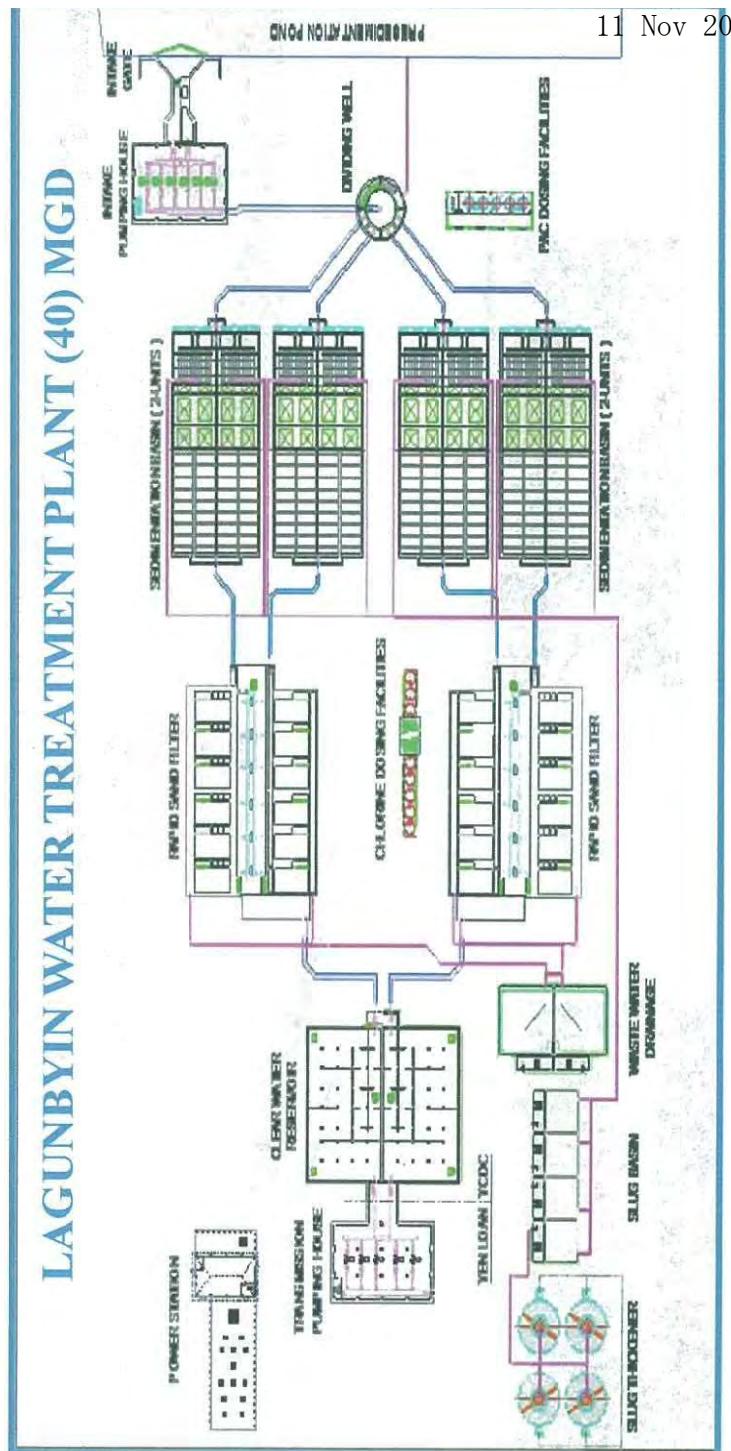 11 Nov 20
LAGUNBYIN WATER TREATMENT PLANT (40) MGD
PRESEDIMENTATION POND
INTAKE
GATE
INTAKE
PUMPING HOUSE
DIVIDING WELL
PAC DOSING FACILITIES
SEDIMENTATION BASIN ( 2-UNITS )
SEDIMENTATION BASIN ( 2-UNITS )
RAPID SAND FILTER
CHLORINE DOSING FACILITIES
RAPID SAND FILTER
CLEAR WATER
RESERVOIR
WASTE WATER
DRAINAGE
POWER STATION
TRANSMISSION
PUMPING HOUSE
YEN LOAN
YCDC
SLUG BASIN
SLUG THICKENER